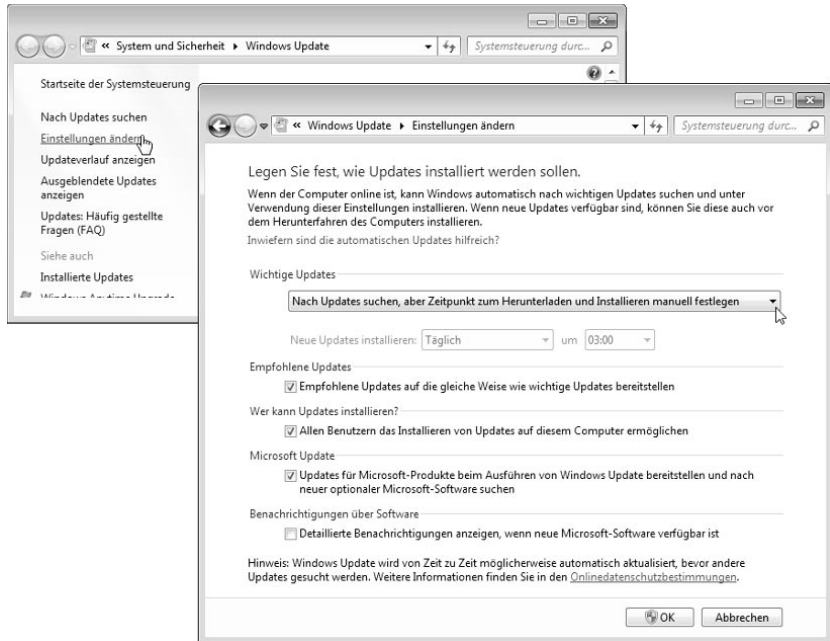 « System und Sicherheit ▸ Windows Update
Systemsteuerung durc...
Startseite der Systemsteuerung
Nach Updates suchen
Einstellungen ändern
Updateverlauf anzeigen
Ausgeblendete Updates
anzeigen
Updates: Häufig gestellte
Fragen (FAQ)
Siehe auch
Installierte Updates
Windows Anytime Upgrade
« Windows Update ▸ Einstellungen ändern
Systemsteuerung durc...
Legen Sie fest, wie Updates installiert werden sollen.
Wenn der Computer online ist, kann Windows automatisch nach wichtigen Updates suchen und unter
Verwendung dieser Einstellungen installieren. Wenn neue Updates verfügbar sind, können Sie diese auch vor
dem Herunterfahren des Computers installieren.
Inwiefern sind die automatischen Updates hilfreich?
Wichtige Updates
Nach Updates suchen, aber Zeitpunkt zum Herunterladen und Installieren manuell festlegen
Neue Updates installieren: Täglich um 03:00
Empfohlene Updates
Empfohlene Updates auf die gleiche Weise wie wichtige Updates bereitstellen
Wer kann Updates installieren?
Allen Benutzern das Installieren von Updates auf diesem Computer ermöglichen
Microsoft Update
Updates für Microsoft-Produkte beim Ausführen von Windows Update bereitstellen und nach
neuer optionaler Microsoft-Software suchen
Benachrichtigungen über Software
Detaillierte Benachrichtigungen anzeigen, wenn neue Microsoft-Software verfügbar ist
Hinweis: Windows Update wird von Zeit zu Zeit möglicherweise automatisch aktualisiert, bevor andere
Updates gesucht werden. Weitere Informationen finden Sie in den Onlinedatenschutzbestimmungen.
OK Abbrechen